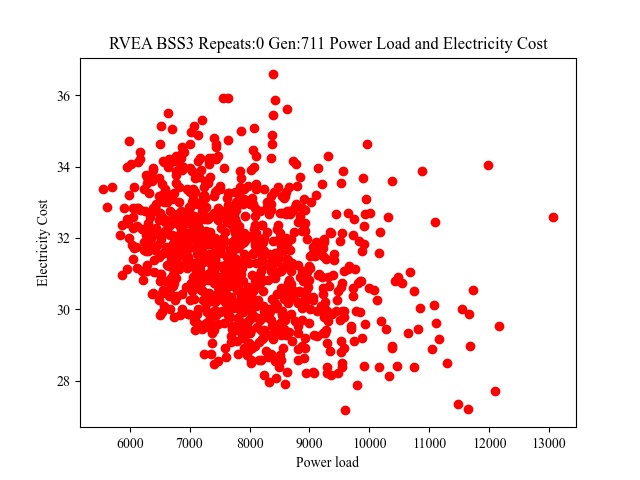 RVEA BSS3 Repeats:0 Gen:711 Power Load and Electricity Cost
36
34
32
30
28
Electricity Cost
6000 7000 8000 9000 10000 11000 12000 13000
Power load